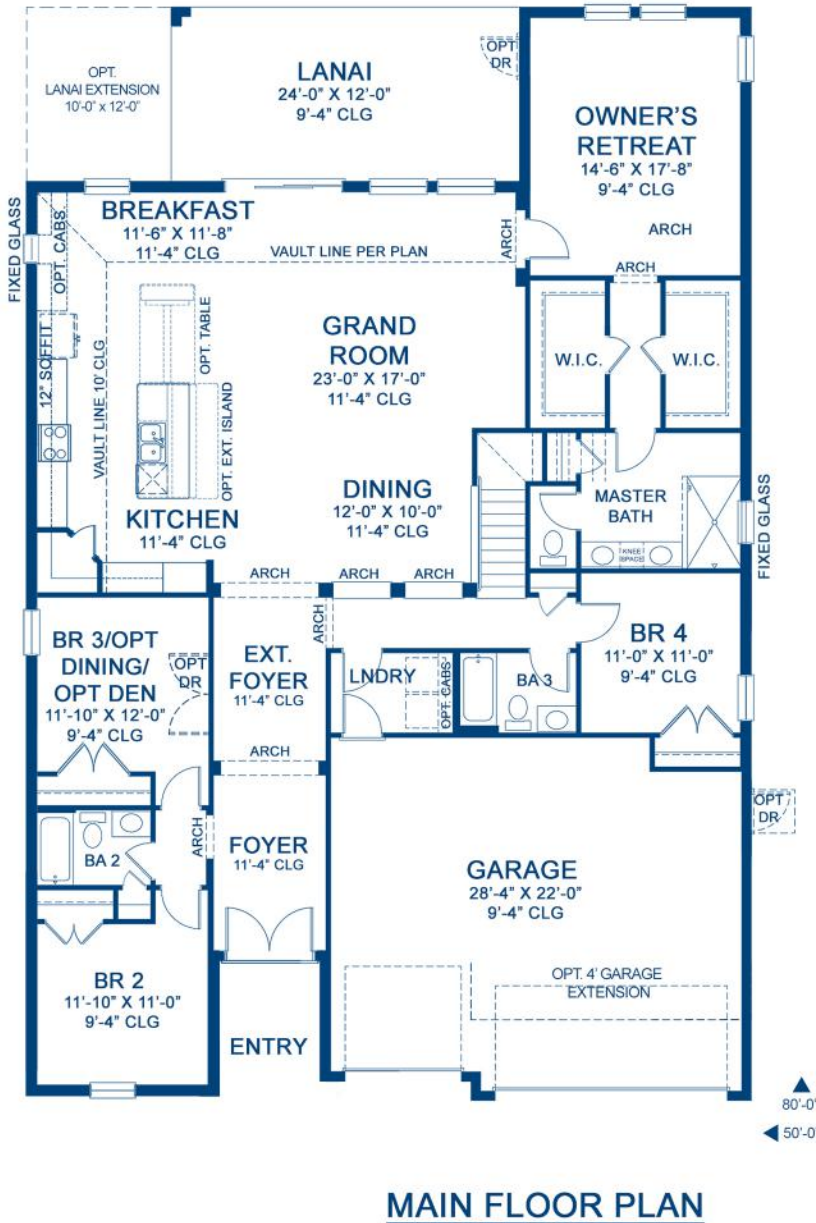 OPT.
LANAI EXTENSION
10'-0" x 12'-0"
LANAI
24'-0" X 12'-0"
9'-4" CLG
OPT
DR
OWNER'S
RETREAT
14'-6" X 17'-8"
9'-4" CLG
ARCH
ARCH
FIXED GLASS
OPT. CABS
BREAKFAST
11'-6" X 11'-8"
11'-4" CLG
VAULT LINE PER PLAN
ARCH
12" SOFFIT
VAULT LINE 10' CLG
OPT. TABLE
OPT. EXT. ISLAND
GRAND
ROOM
23'-0" X 17'-0"
11'-4" CLG
W.I.C.
W.I.C.
KITCHEN
11'-4" CLG
DINING
12'-0" X 10'-0"
11'-4" CLG
MASTER
BATH
KNEE
SPACE
FIXED GLASS
ARCH
ARCH
ARCH
ARCH
BR 3/OPT
DINING/
OPT DEN
11'-10" X 12'-0"
9'-4" CLG
OPT
DR
EXT.
FOYER
11'-4" CLG
LNDRY
OPT. CABS
BA 3
BR 4
11'-0" X 11'-0"
9'-4" CLG
ARCH
BA 2
ARCH
FOYER
11'-4" CLG
GARAGE
28'-4" X 22'-0"
9'-4" CLG
OPT
DR
BR 2
11'-10" X 11'-0"
9'-4" CLG
ENTRY
OPT. 4' GARAGE
EXTENSION
80'-0
50'-0
MAIN FLOOR PLAN